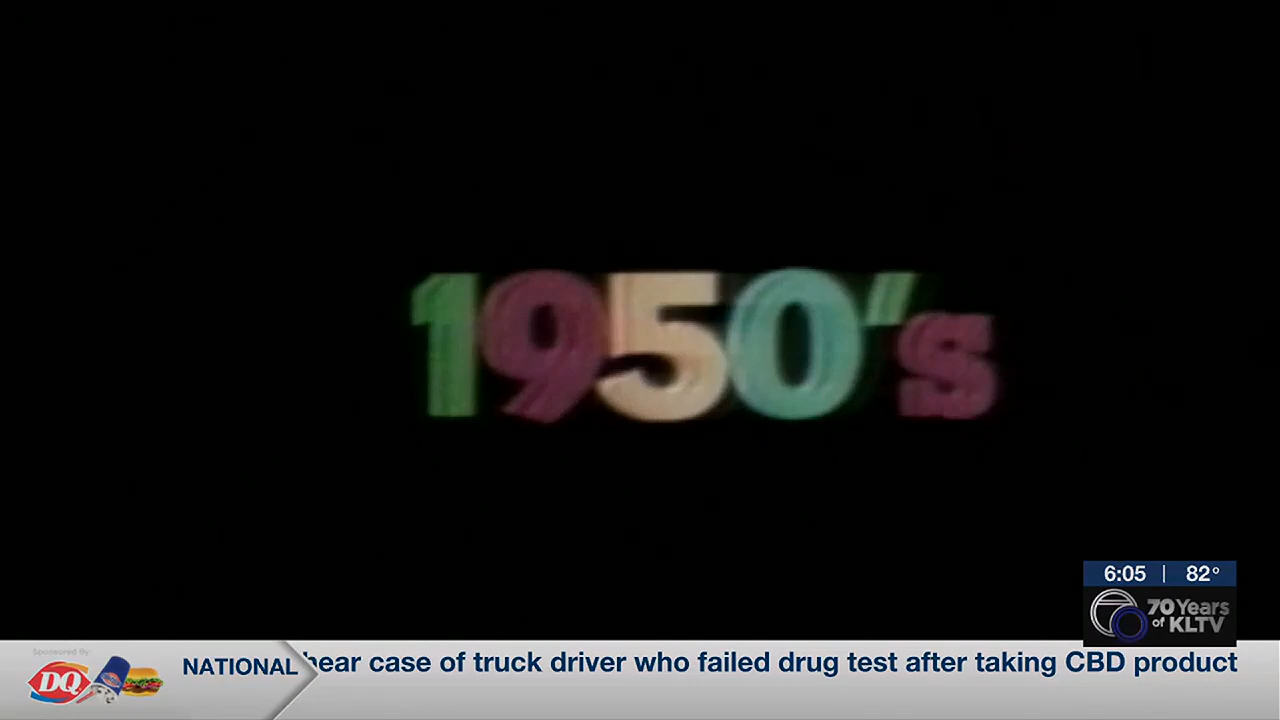 1950's
6:05 | 82°
70 Years
of KLTV
Sponsored By:
DQ
NATIONAL
hear case of truck driver who failed drug test after taking CBD product